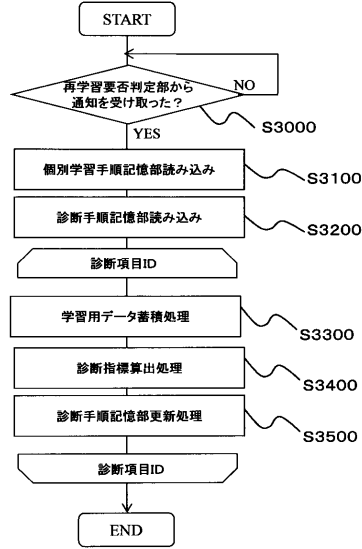 START
再学習要否判定部から
通知を受け取った？
NO
YES
S3000
個別学習手順記憶部読み込み
S3100
診断手順記憶部読み込み
S3200
診断項目ID
学習用データ蓄積処理
S3300
診断指標算出処理
S3400
診断手順記憶部更新処理
S3500
診断項目ID
END